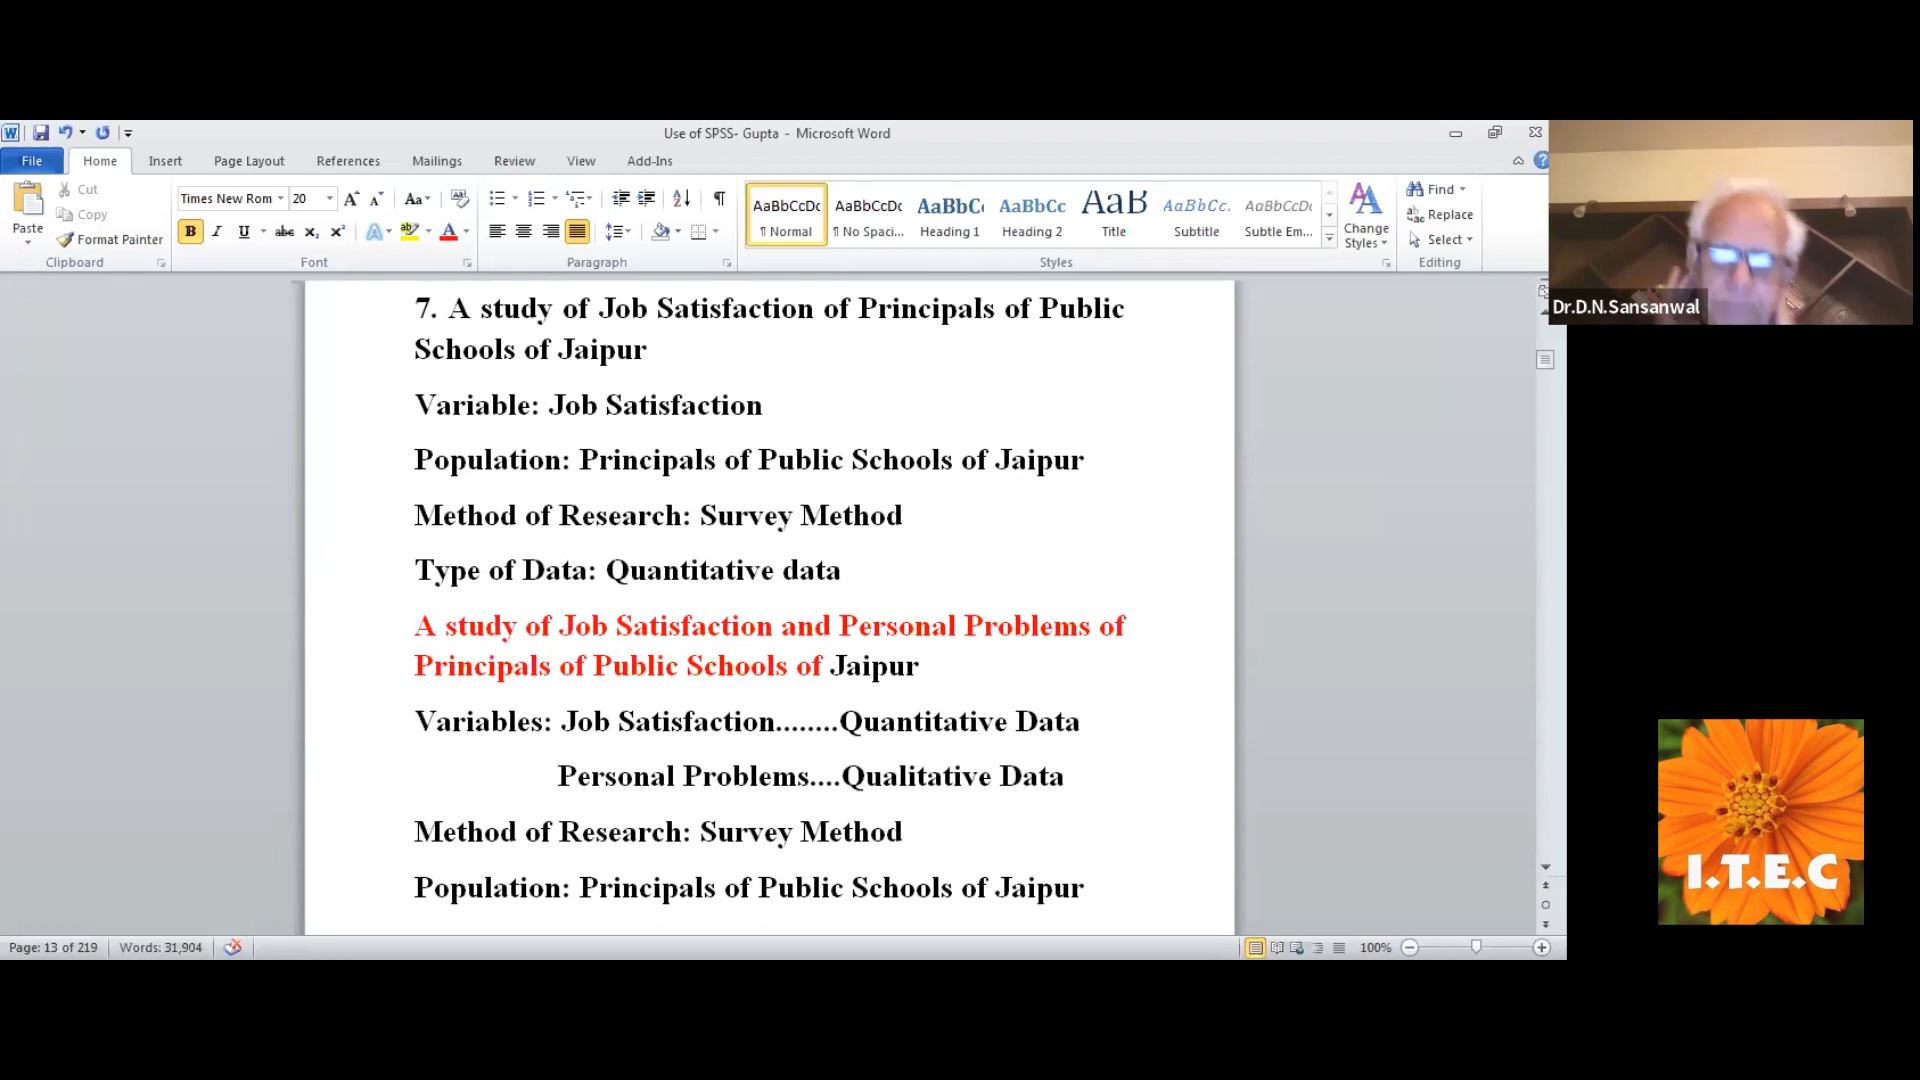 Use of SPSS- Gupta - Microsoft Word
File Home Insert Page Layout References Mailings Review View Add-Ins
Paste
Cut
Copy
Format Painter
Clipboard
Times New Rom 20
Font
Paragraph
AaBbCcDc AaBbCcDc AaBbC AaBbCc AaB AaBbCc. AaBbCcDc
¶ Normal ¶ No Spaci... Heading 1 Heading 2 Title Subtitle Subtle Em...
Change
Styles
Styles
Find
Replace
Select
Editing
Dr.D.N.Sansanwal
7. A study of Job Satisfaction of Principals of Public
Schools of Jaipur
Variable: Job Satisfaction
Population: Principals of Public Schools of Jaipur
Method of Research: Survey Method
Type of Data: Quantitative data
A study of Job Satisfaction and Personal Problems of
Principals of Public Schools of Jaipur
Variables: Job Satisfaction........Quantitative Data
Personal Problems....Qualitative Data
Method of Research: Survey Method
Population: Principals of Public Schools of Jaipur
I.T.E.C
Page: 13 of 219 Words: 31,904 100%